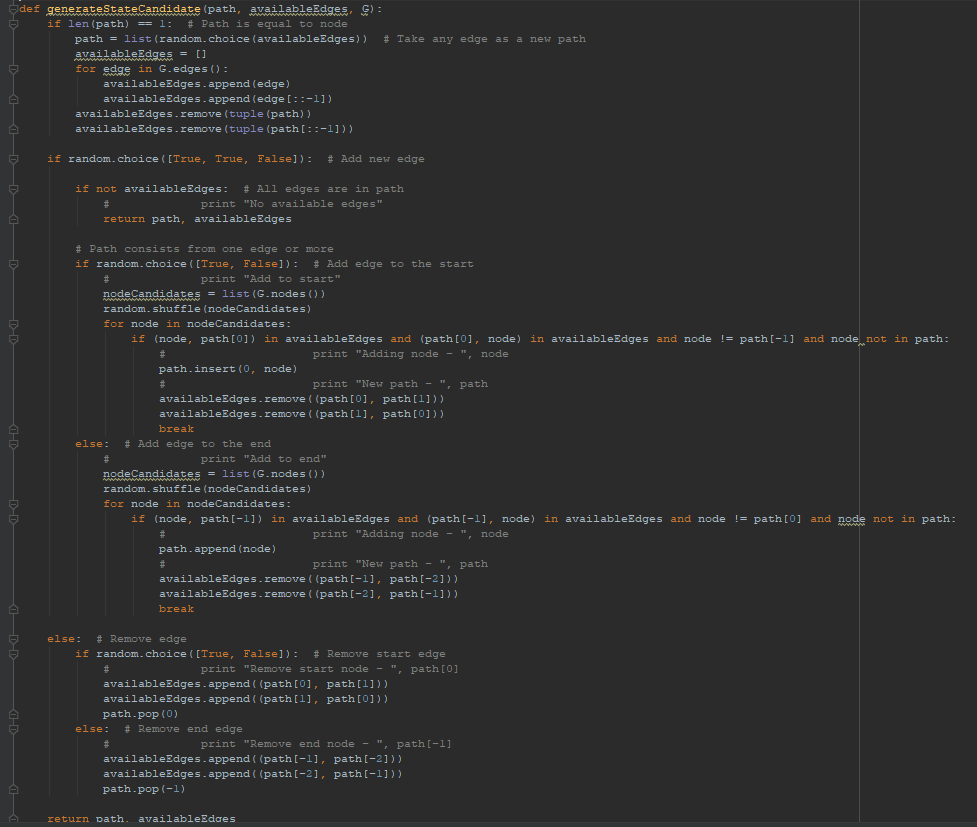 def generateStateCandidate(path, availableEdges, G):
    if len(path) == 1:  # Path is equal to node
        path = list(random.choice(availableEdges))  # Take any edge as a new path
        availableEdges = []
        for edge in G.edges():
            availableEdges.append(edge)
            availableEdges.append(edge[::-1])
        availableEdges.remove(tuple(path))
        availableEdges.remove(tuple(path[::-1]))
    if random.choice([True, True, False]):  # Add new edge
        if not availableEdges:  # All edges are in path
            #             print "No available edges"
            return path, availableEdges
        # Path consists from one edge or more
        if random.choice([True, False]):  # Add edge to the start
            #             print "Add to start"
            nodeCandidates = list(G.nodes())
            random.shuffle(nodeCandidates)
            for node in nodeCandidates:
                if (node, path[0]) in availableEdges and (path[0], node) in availableEdges and node != path[-1] and node not in path:
                    #                     print "Adding node - ", node
                    path.insert(0, node)
                    #                     print "New path - ", path
                    availableEdges.remove((path[0], path[1]))
                    availableEdges.remove((path[1], path[0]))
                    break
        else:  # Add edge to the end
            #             print "Add to end"
            nodeCandidates = list(G.nodes())
            random.shuffle(nodeCandidates)
            for node in nodeCandidates:
                if (node, path[-1]) in availableEdges and (path[-1], node) in availableEdges and node != path[0] and node not in path:
                    #                     print "Adding node - ", node
                    path.append(node)
                    #                     print "New path - ", path
                    availableEdges.remove((path[-1], path[-2]))
                    availableEdges.remove((path[-2], path[-1]))
                    break
    else:  # Remove edge
        if random.choice([True, False]):  # Remove start edge
            #             print "Remove start node - ", path[0]
            availableEdges.append((path[0], path[1]))
            availableEdges.append((path[1], path[0]))
            path.pop(0)
        else:  # Remove end edge
            #             print "Remove end node - ", path[-1]
            availableEdges.append((path[-1], path[-2]))
            availableEdges.append((path[-2], path[-1]))
            path.pop(-1)
    return path, availableEdges